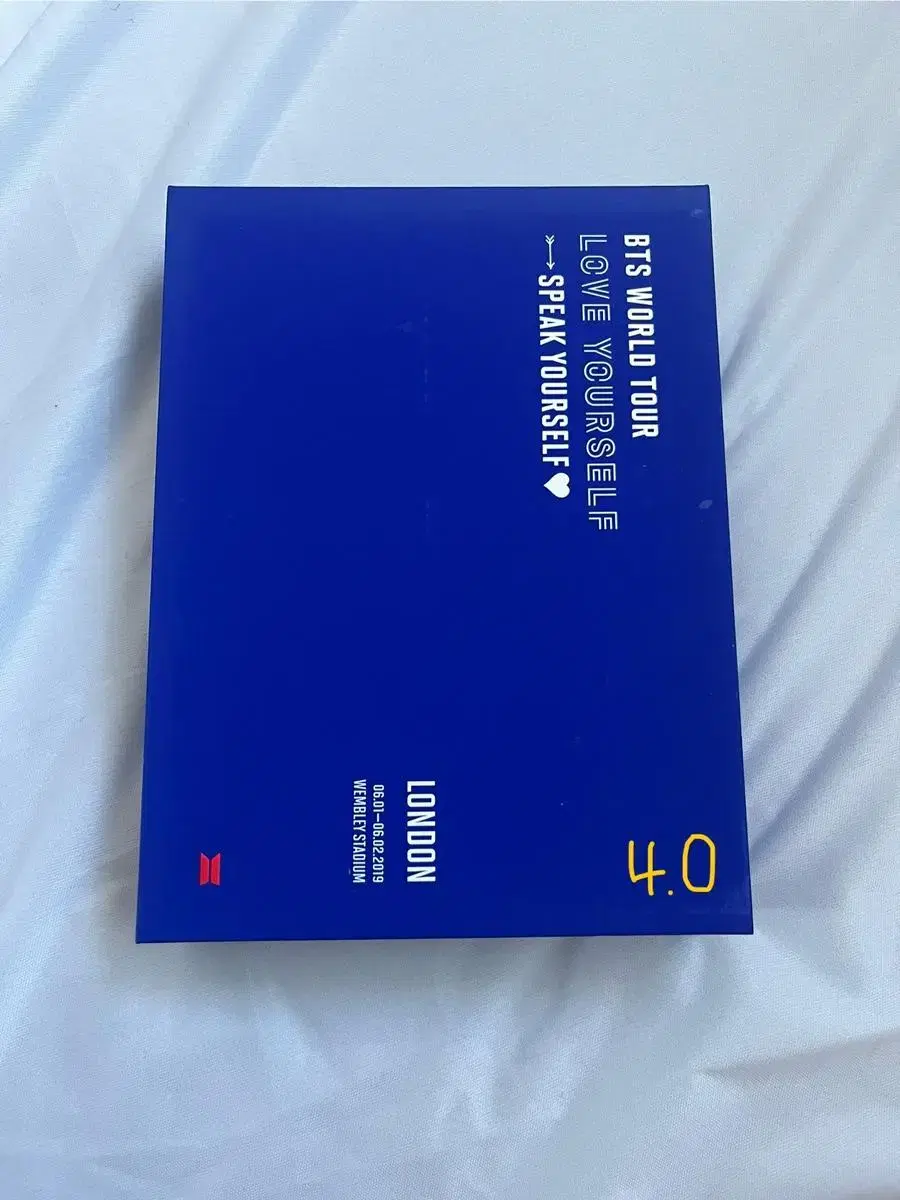 BTS WORLD TOUR
LOVE YOURSELF
SPEAK YOURSELF
LONDON
06.01–06.02.2019
WEMBLEY STADIUM
4.0